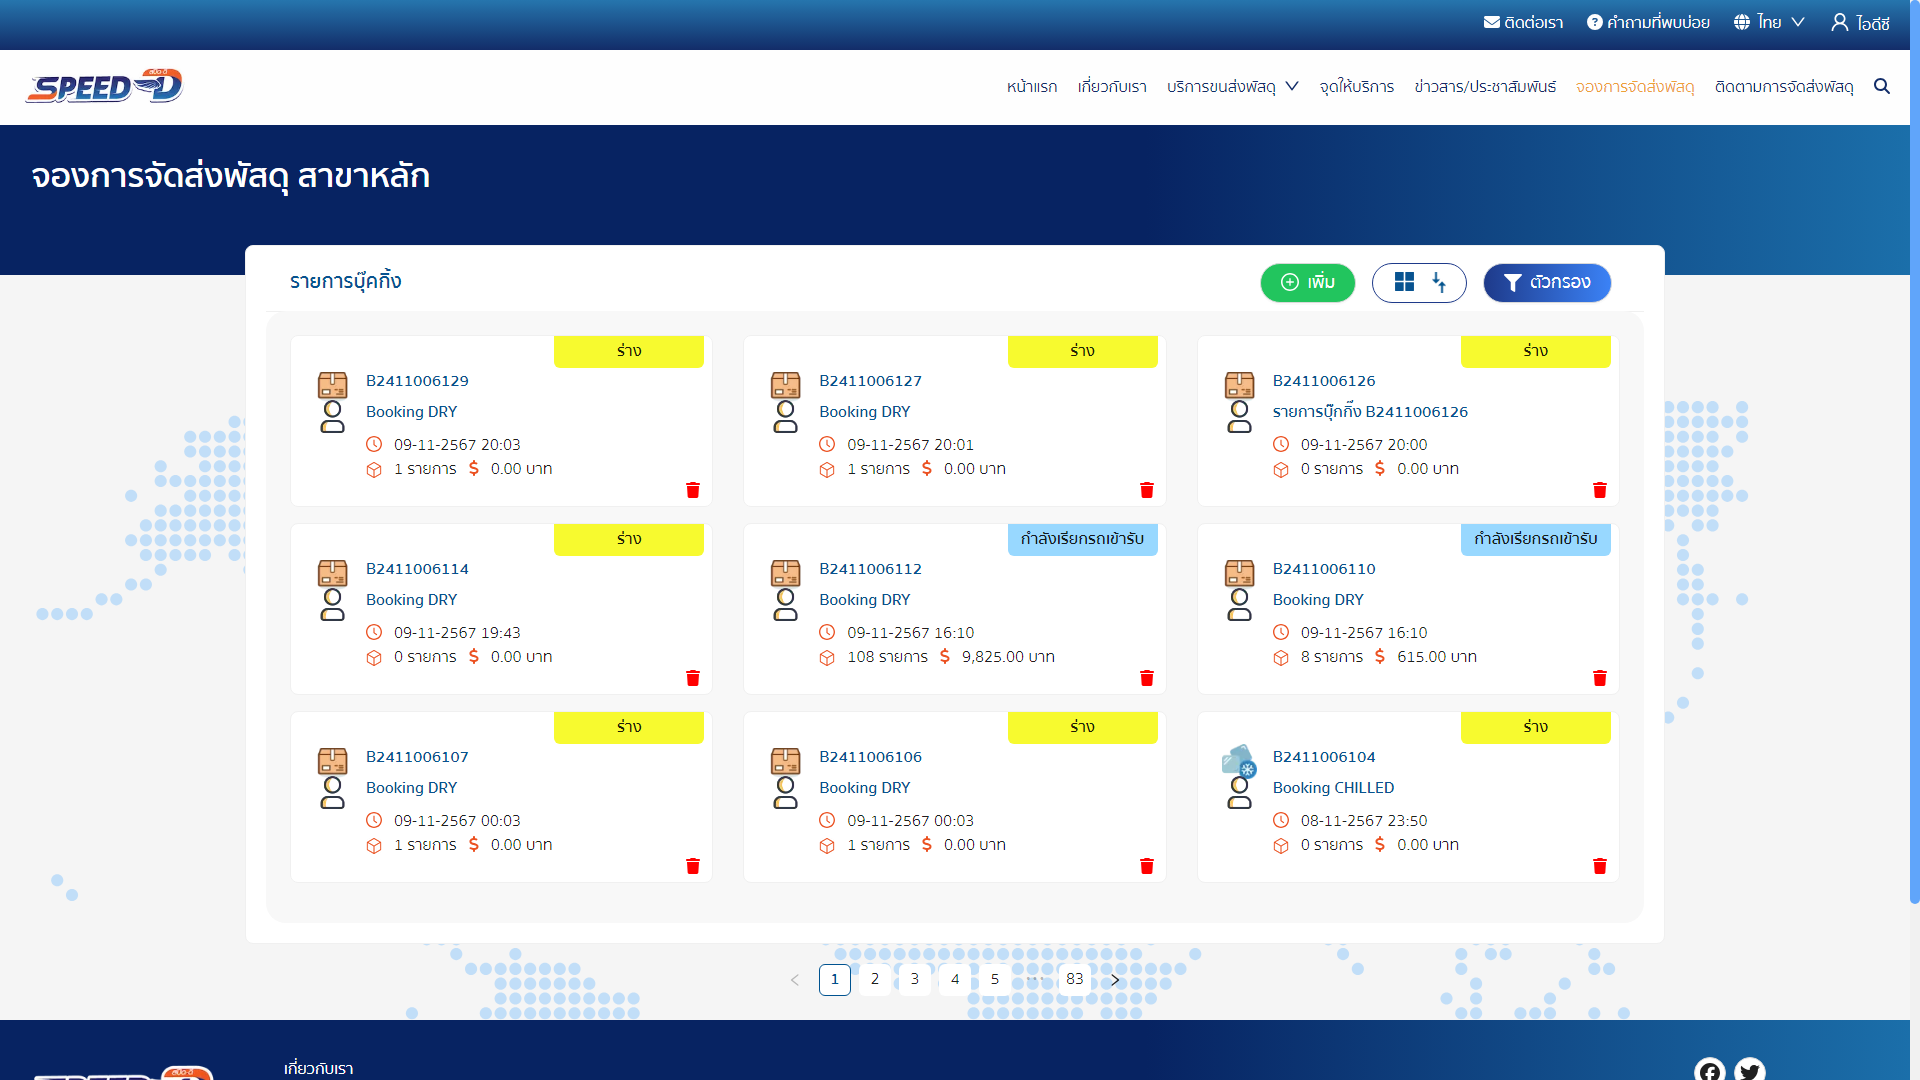 ติดต่อเรา คำถามที่พบบ่อย ไทย ไอดีซี
สปีด-ดี
SPEED-D
หน้าแรก เกี่ยวกับเรา บริการขนส่งพัสดุ จุดให้บริการ ข่าวสาร/ประชาสัมพันธ์ จองการจัดส่งพัสดุ ติดตามการจัดส่งพัสดุ
จองการจัดส่งพัสดุ สาขาหลัก
รายการบุ๊คกิ้ง
เพิ่ม
ตัวกรอง
ร่าง
B2411006129
Booking DRY
09-11-2567 20:03
1 รายการ $ 0.00 บาท
ร่าง
B2411006127
Booking DRY
09-11-2567 20:01
1 รายการ $ 0.00 บาท
ร่าง
B2411006126
รายการบุ๊กกิ๊ง B2411006126
09-11-2567 20:00
0 รายการ $ 0.00 บาท
ร่าง
B2411006114
Booking DRY
09-11-2567 19:43
0 รายการ $ 0.00 บาท
กำลังเรียกรถเข้ารับ
B2411006112
Booking DRY
09-11-2567 16:10
108 รายการ $ 9,825.00 บาท
กำลังเรียกรถเข้ารับ
B2411006110
Booking DRY
09-11-2567 16:10
8 รายการ $ 615.00 บาท
ร่าง
B2411006107
Booking DRY
09-11-2567 00:03
1 รายการ $ 0.00 บาท
ร่าง
B2411006106
Booking DRY
09-11-2567 00:03
1 รายการ $ 0.00 บาท
ร่าง
B2411006104
Booking CHILLED
08-11-2567 23:50
0 รายการ $ 0.00 บาท
< 1 2 3 4 5 ••• 83 >
เกี่ยวกับเรา